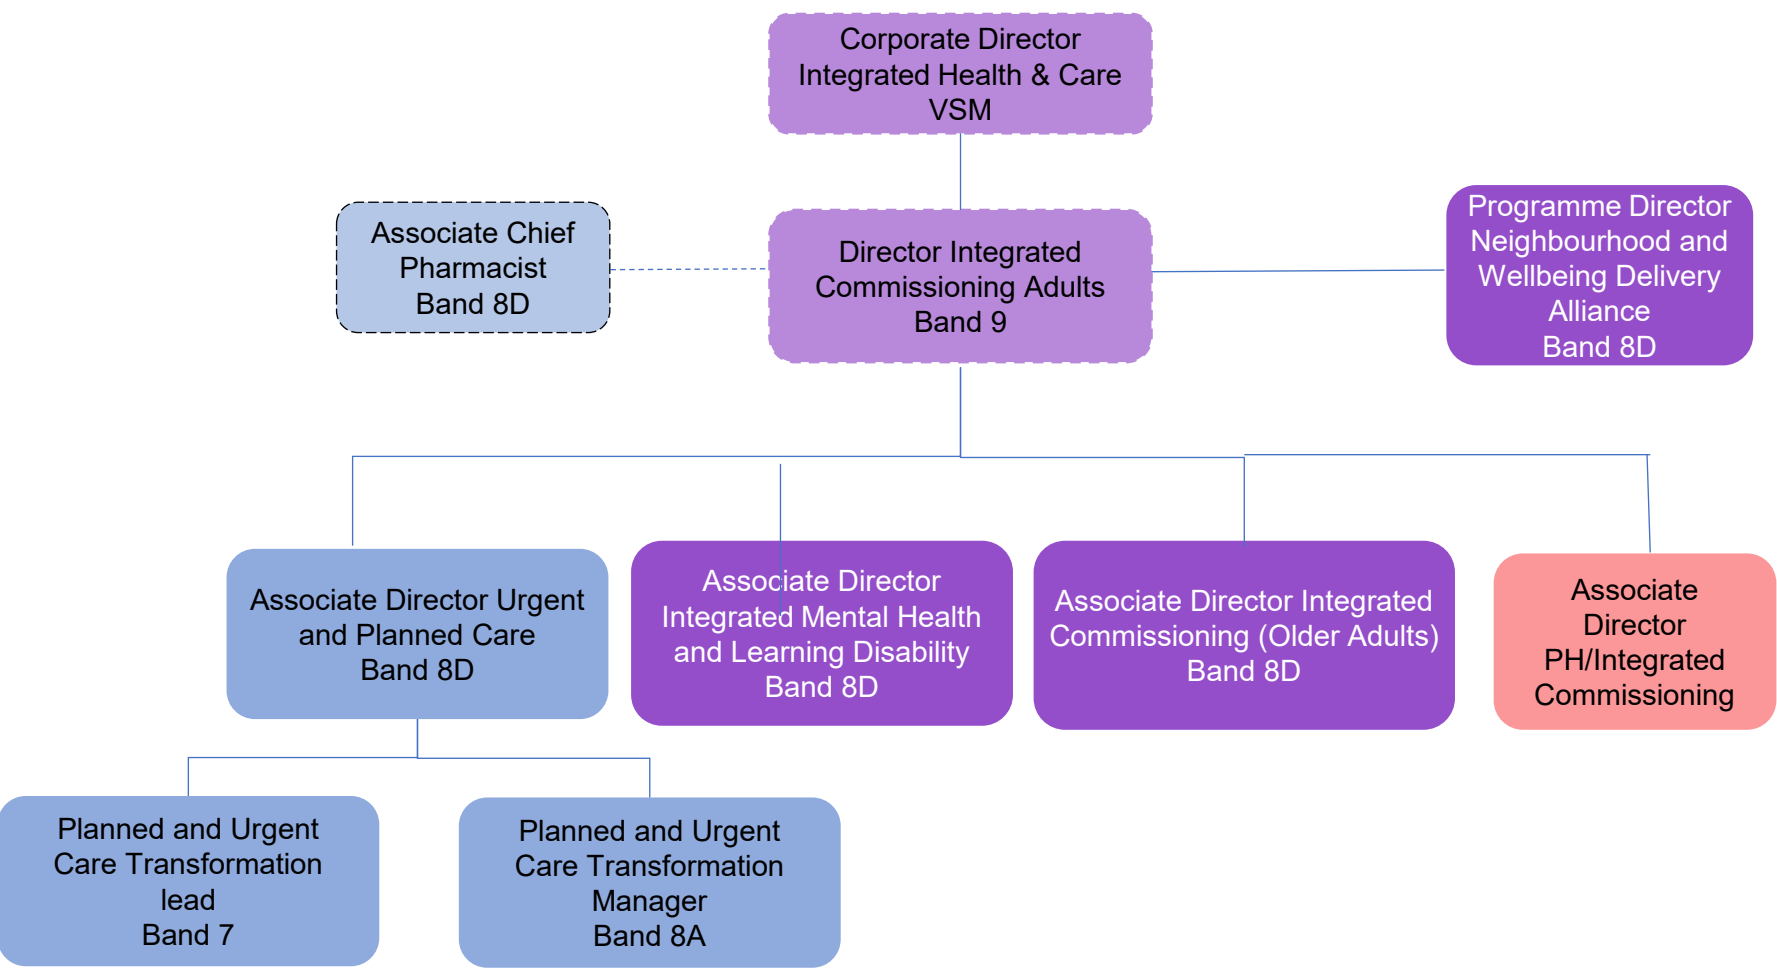 Corporate Director
Integrated Health & Care
VSM
Associate Chief
Pharmacist
Band 8D
Director Integrated
Commissioning Adults
Band 9
Programme Director
Neighbourhood and
Wellbeing Delivery
Alliance
Band 8D
Associate Director Urgent
and Planned Care
Band 8D
Associate Director
Integrated Mental Health
and Learning Disability
Band 8D
Associate Director Integrated
Commissioning (Older Adults)
Band 8D
Associate
Director
PH/Integrated
Commissioning
Planned and Urgent
Care Transformation
lead
Band 7
Planned and Urgent
Care Transformation
Manager
Band 8A